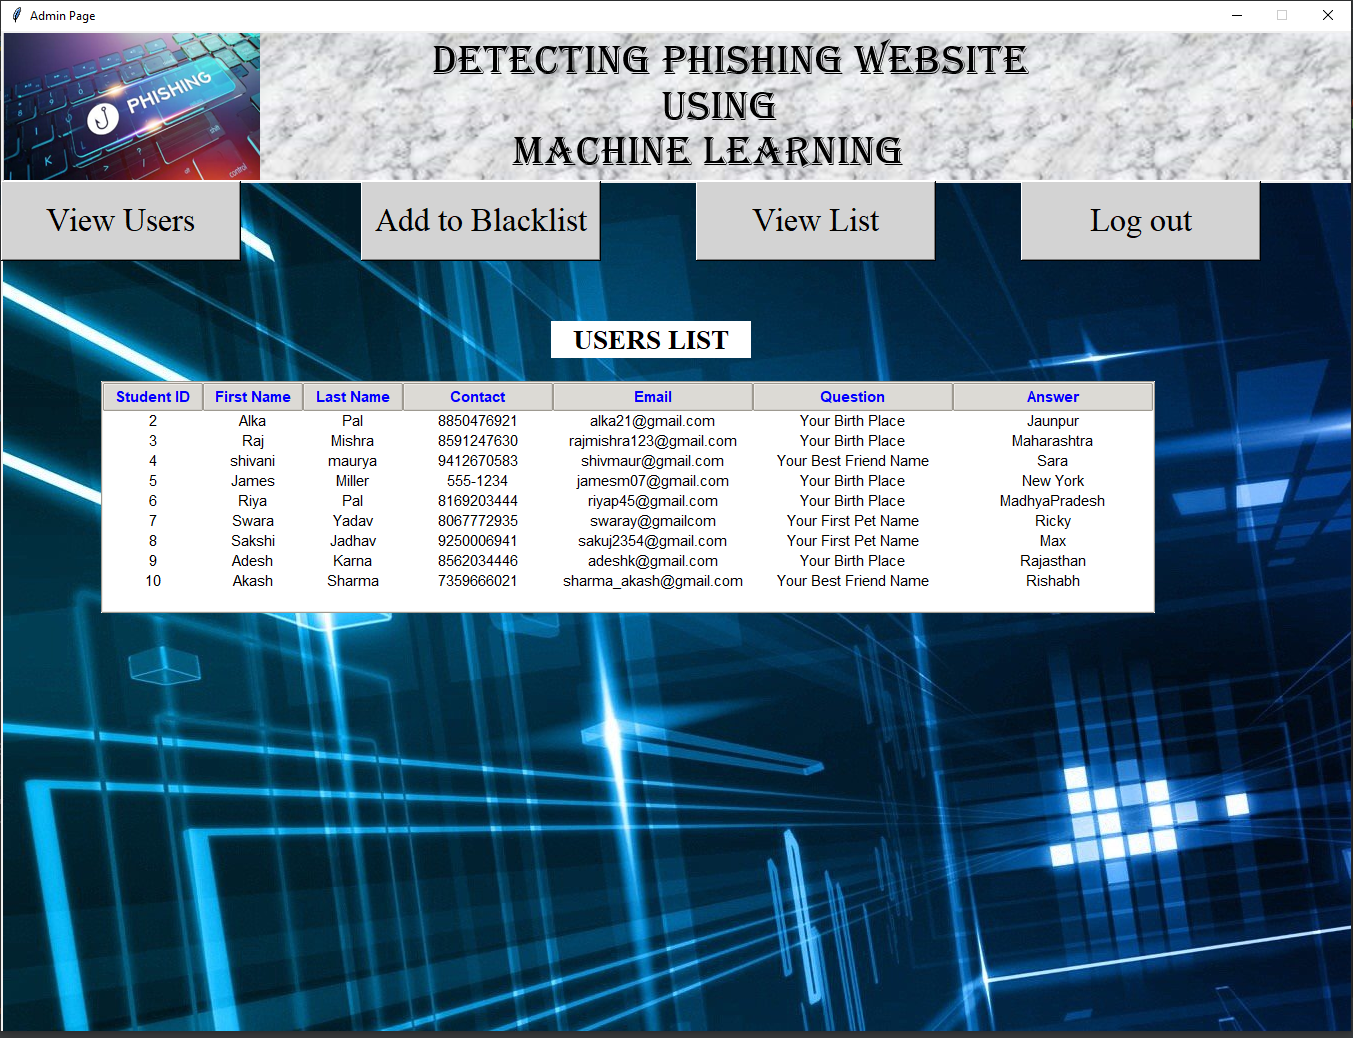 Admin Page
PHISHING
control
DETECTING PHISHING WEBSITE
USING
MACHINE LEARNING
View Users Add to Blacklist View List Log out
USERS LIST
Student ID First Name Last Name Contact Email Question Answer
2 Alka Pal 8850476921 alka21@gmail.com Your Birth Place Jaunpur
3 Raj Mishra 8591247630 rajmishra123@gmail.com Your Birth Place Maharashtra
4 shivani maurya 9412670583 shivmaur@gmail.com Your Best Friend Name Sara
5 James Miller 555-1234 jamesm07@gmail.com Your Birth Place New York
6 Riya Pal 8169203444 riyap45@gmail.com Your Birth Place MadhyaPradesh
7 Swara Yadav 8067772935 swaray@gmailcom Your First Pet Name Ricky
8 Sakshi Jadhav 9250006941 sakuj2354@gmail.com Your First Pet Name Max
9 Adesh Karna 8562034446 adeshk@gmail.com Your Birth Place Rajasthan
10 Akash Sharma 7359666021 sharma_akash@gmail.com Your Best Friend Name Rishabh